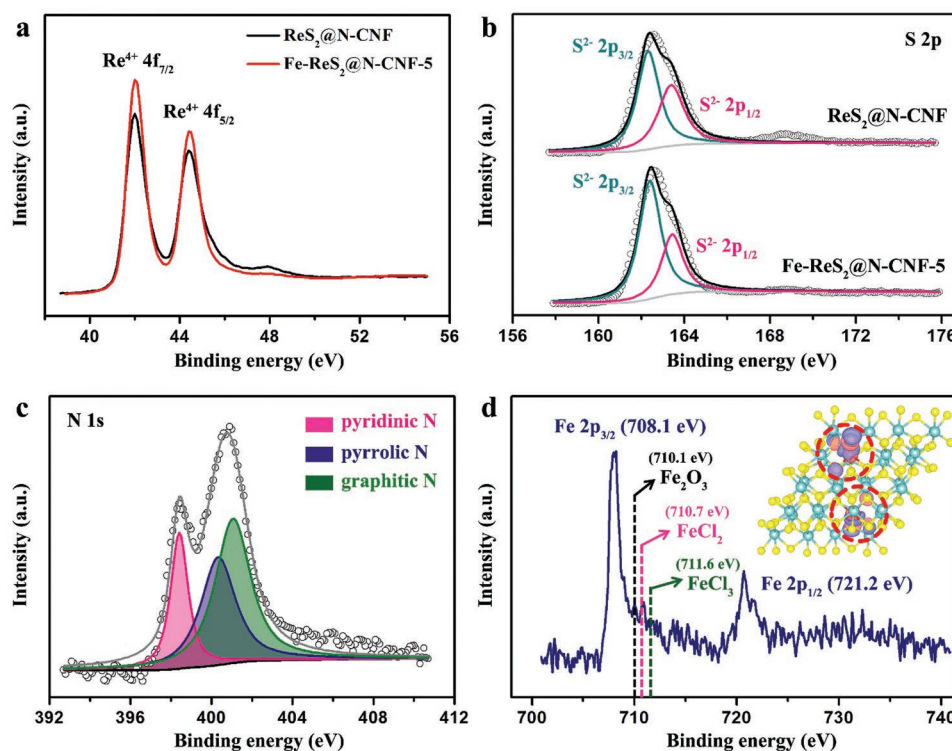 a
ReS₂@N-CNF
Fe-ReS₂@N-CNF-5
Re⁴⁺ 4f₇/₂
Re⁴⁺ 4f₅/₂
Intensity (a.u.)
40 44 48 52 56
Binding energy (eV)
b
S 2p
S²⁻ 2p₃/₂
S²⁻ 2p₁/₂
ReS₂@N-CNF
S²⁻ 2p₃/₂
S²⁻ 2p₁/₂
Fe-ReS₂@N-CNF-5
Intensity (a.u.)
156 160 164 168 172 176
Binding energy (eV)
c
N 1s
pyridinic N
pyrrolic N
graphitic N
Intensity (a.u.)
392 396 400 404 408 412
Binding energy (eV)
d
Fe 2p₃/₂ (708.1 eV)
(710.1 eV)
Fe₂O₃
(710.7 eV)
FeCl₂
(711.6 eV)
FeCl₃
Fe 2p₁/₂ (721.2 eV)
Intensity (a.u.)
700 710 720 730 740
Binding energy (eV)